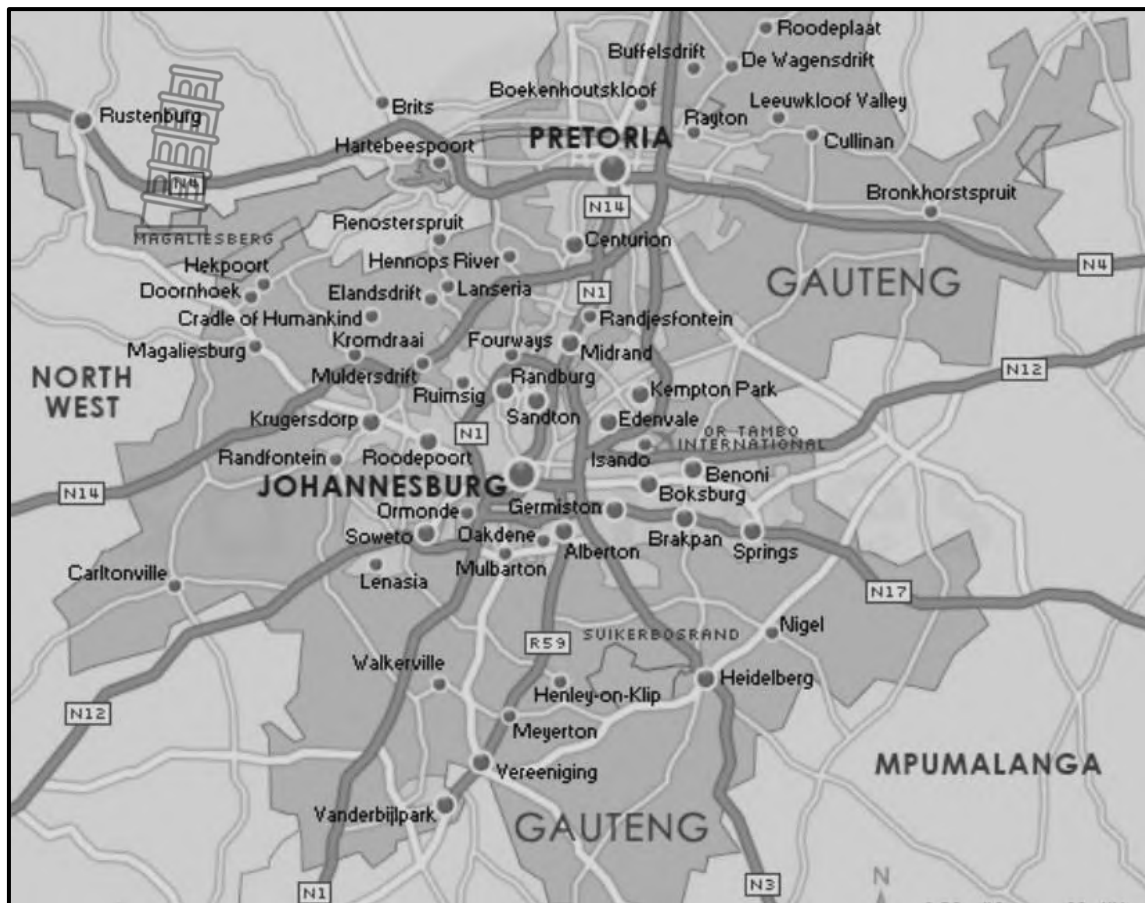 Roodeplaat
Buffelsdrift
De Wagensdrift
Boekenhoutskloof
Leeuwkloof Valley
Brits
Rustenburg
Rayton
PRETORIA
Cullinan
Hartebeespoort
N4
Bronkhorstspruit
N14
Renosterspruit
MAGALIESBERG
Centurion
Hekpoort
Hennops River
N4
GAUTENG
Doornhoek
Elandsdrift
Lanseria
N1
Cradle of Humankind
Randjesfontein
Kromdraai
Fourways
Magaliesburg
Midrand
NORTH
WEST
Muldersdrift
N12
Ruimsig
Randburg
Kempton Park
Sandton
Krugersdorp
Edenvale
N1
OR TAMBO
INTERNATIONAL
Randfontein
Roodepoort
Isando
Benoni
N14
JOHANNESBURG
Boksburg
Ormonde
Germiston
Soweto
Oakdene
Alberton
Brakpan
Springs
Mulbarton
Carltonville
Lenasia
N17
SUIKERBOSRAND
Nigel
R59
Walkerville
Heidelberg
Henley-on-Klip
N12
Meyerton
Vereeniging
MPUMALANGA
Vanderbijlpark
GAUTENG
N
N1
N3